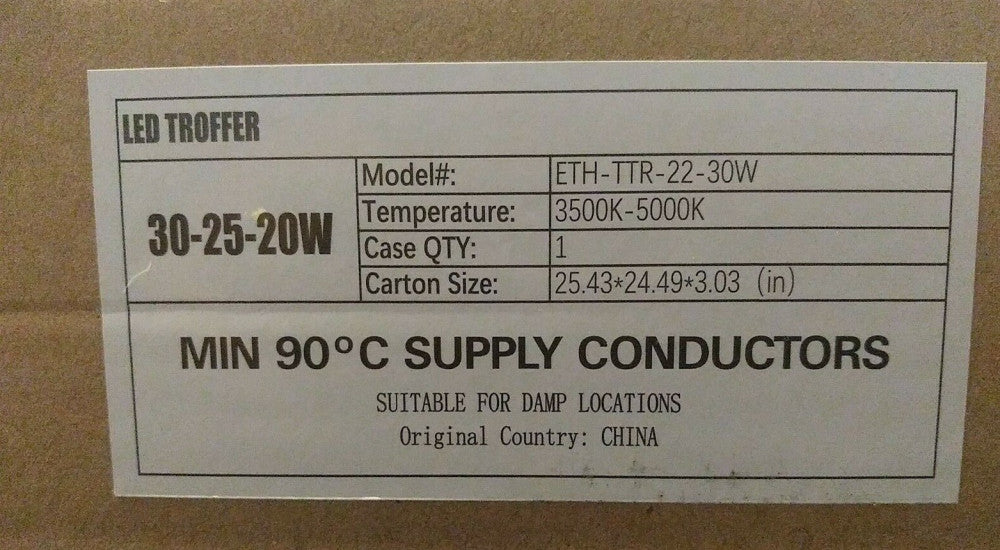 LED TROFFER
30-25-20W
Model#: ETH-TTR-22-30W
Temperature: 3500K-5000K
Case QTY: 1
Carton Size: 25.43*24.49*3.03 (in)
MIN 90°C SUPPLY CONDUCTORS
SUITABLE FOR DAMP LOCATIONS
Original Country: CHINA